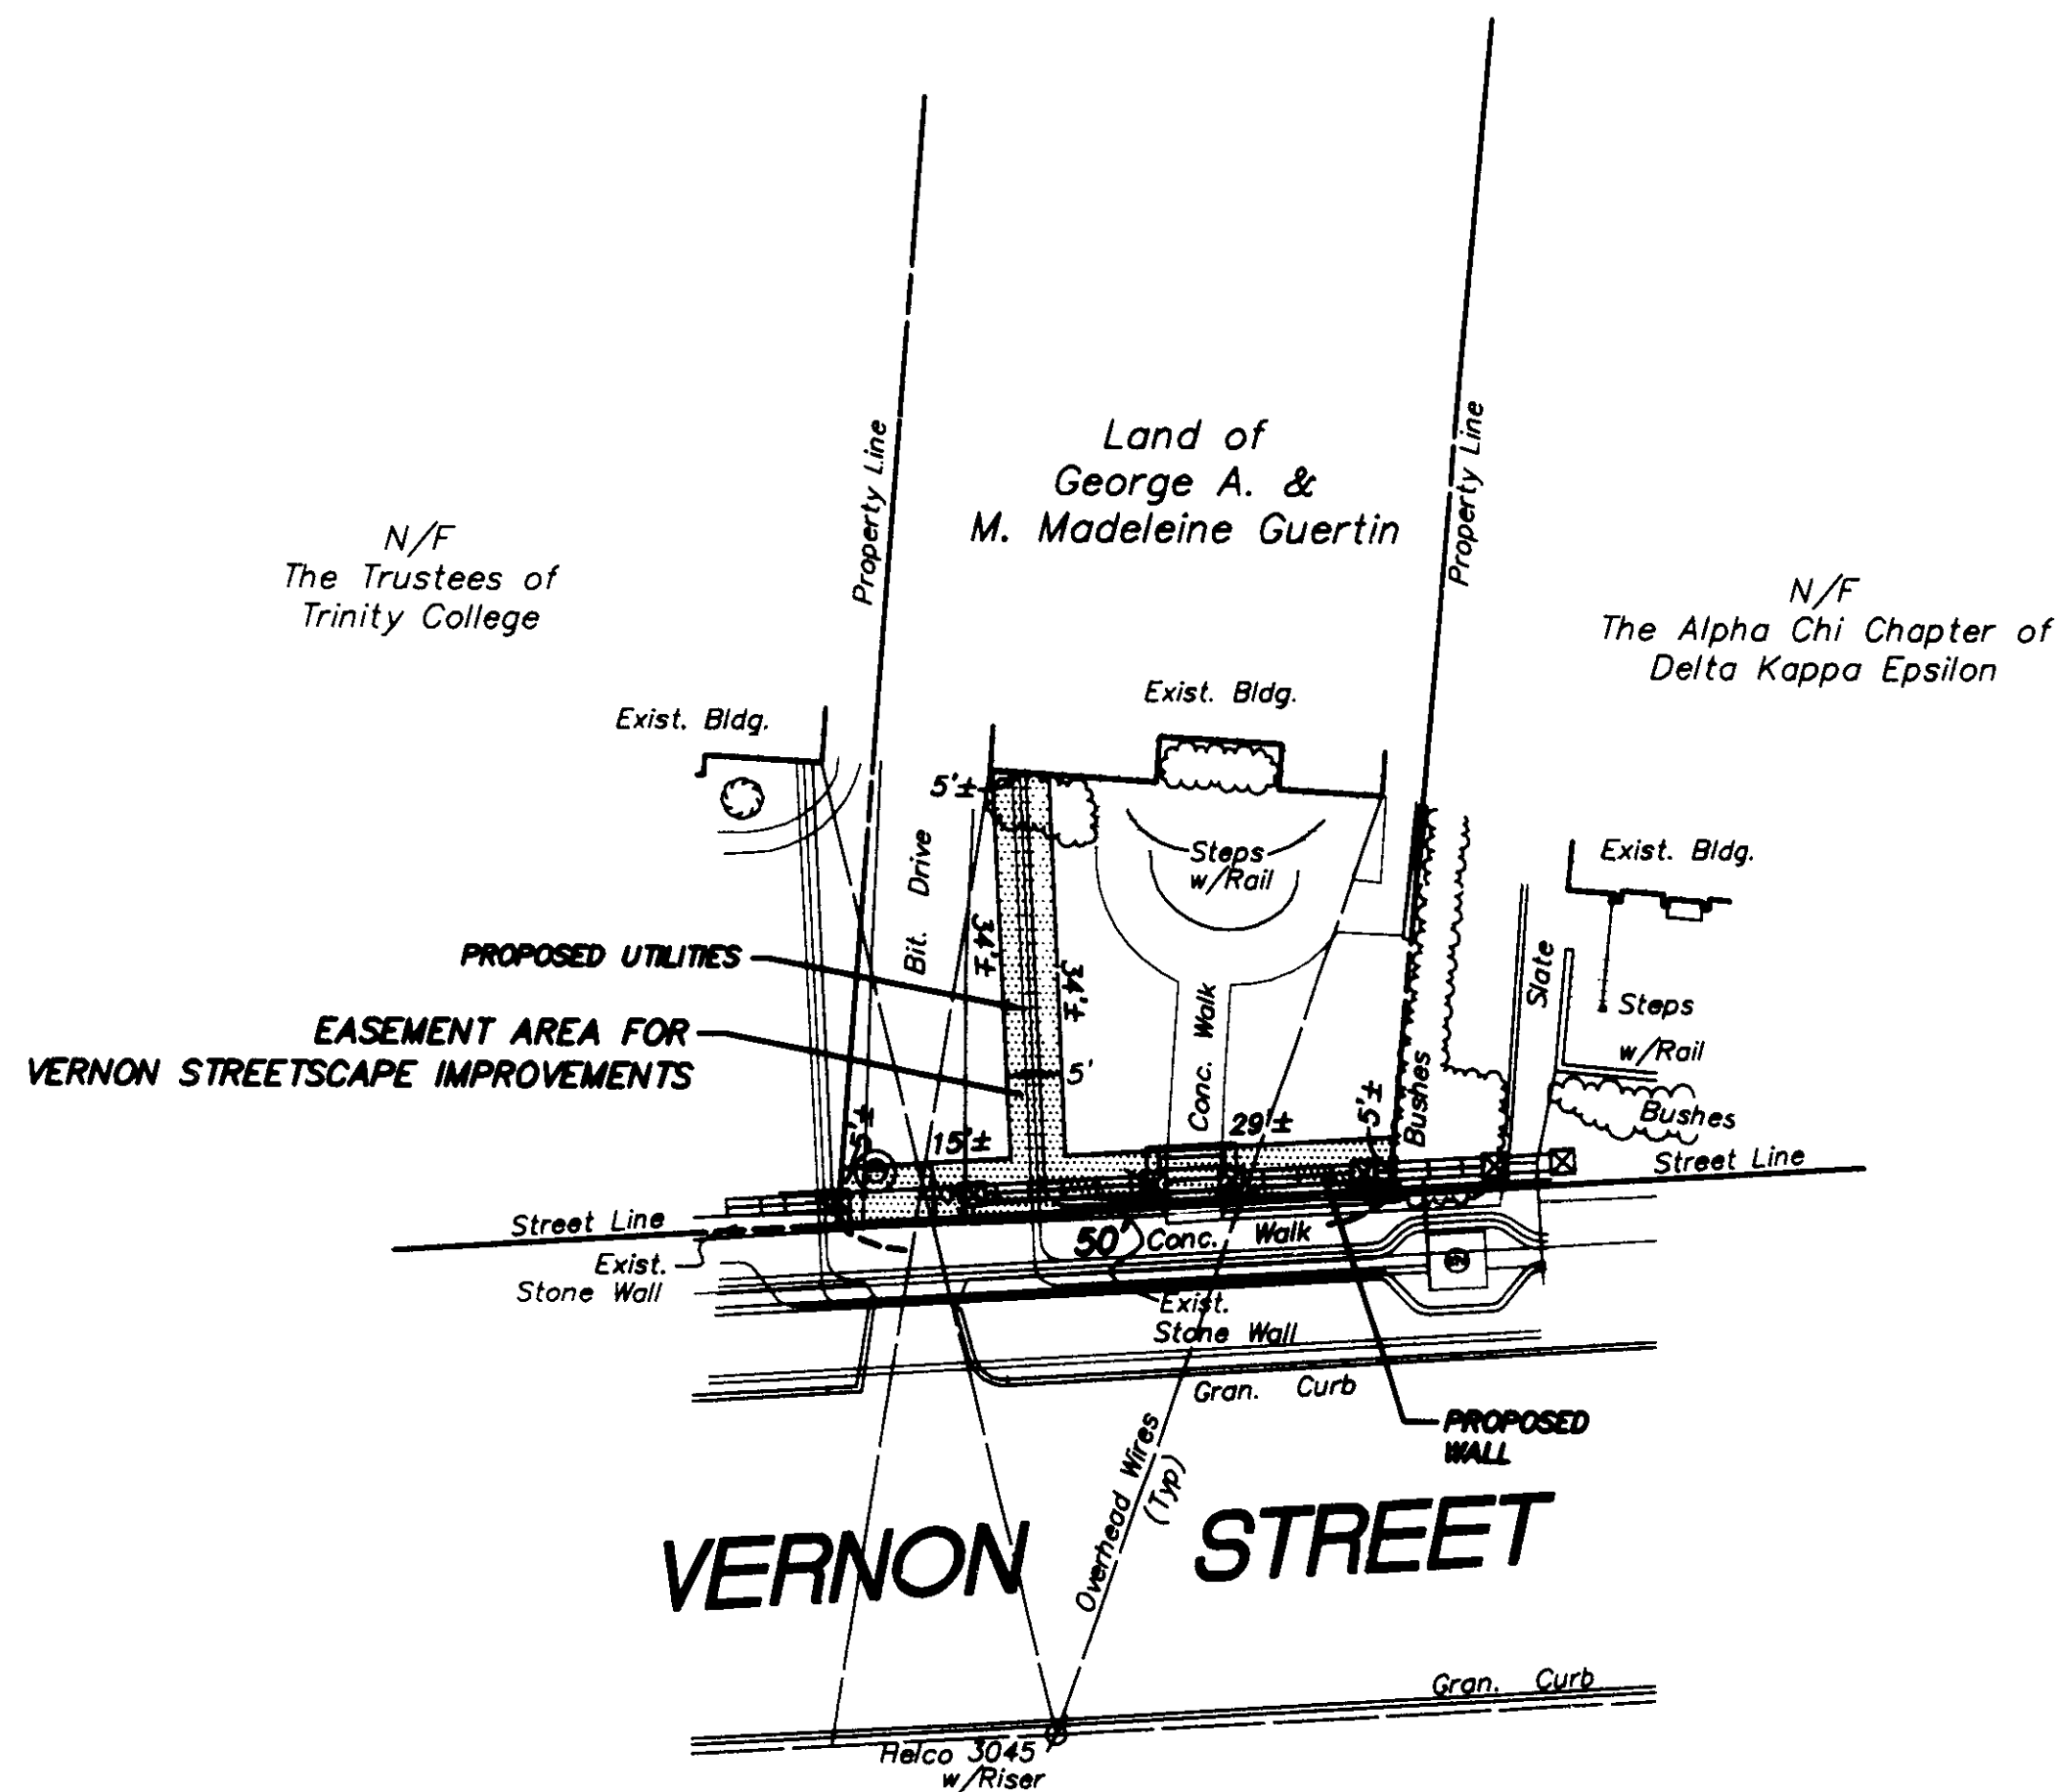 Property Line
Property Line
Land of
George A. &
M. Madeleine Guertin
N/F
The Trustees of
Trinity College
N/F
The Alpha Chi Chapter of
Delta Kappa Epsilon
Exist. Bldg.
Exist. Bldg.
Exist. Bldg.
5'±
Bit. Drive
Steps
w/Rail
34'±
34'±
PROPOSED UTILITIES
EASEMENT AREA FOR
VERNON STREETSCAPE IMPROVEMENTS
5'
Conc. Walk
Bushes
Slate
Steps
w/Rail
Bushes
5'±
15'±
29'±
5'±
Street Line
Street Line
50'
Conc. Walk
Exist.
Stone Wall
Exist.
Stone Wall
Gran. Curb
PROPOSED
WALL
Overhead Wires
(Typ)
VERNON STREET
Gran. Curb
Helco 3045
w/Riser